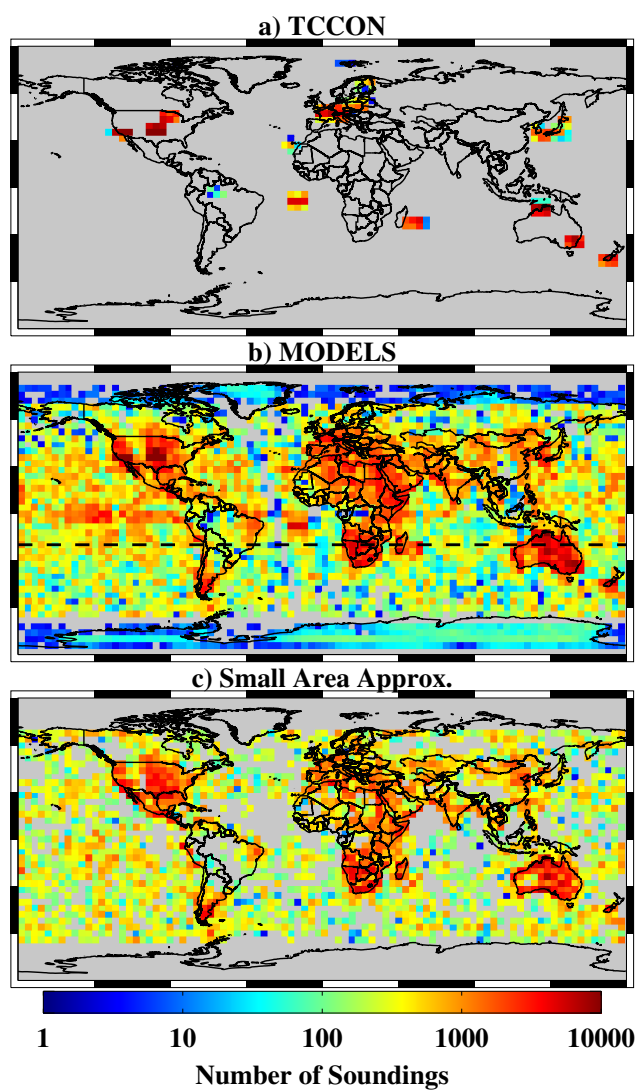 a) TCCON
b) MODELS
c) Small Area Approx.
1 10 100 1000 10000
Number of Soundings